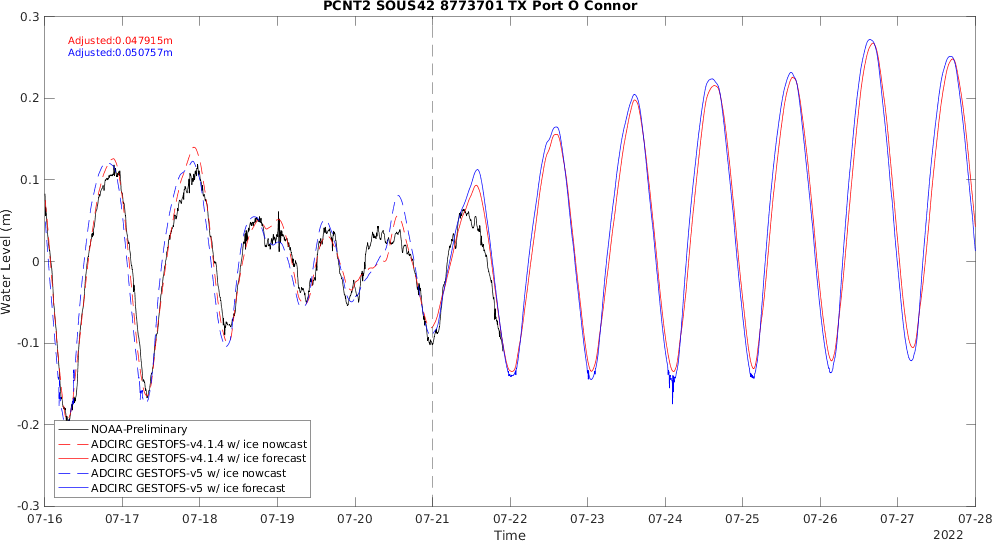 PCNT2 SOUS42 8773701 TX Port O Connor
0.3
Adjusted:0.047915m
Adjusted:0.050757m
0.2
0.1
0
-0.1
-0.2
-0.3
Water Level (m)
NOAA-Preliminary
ADCIRC GESTOFS-v4.1.4 w/ ice nowcast
ADCIRC GESTOFS-v4.1.4 w/ ice forecast
ADCIRC GESTOFS-v5 w/ ice nowcast
ADCIRC GESTOFS-v5 w/ ice forecast
07-16 07-17 07-18 07-19 07-20 07-21 07-22 07-23 07-24 07-25 07-26 07-27 07-28
Time
2022